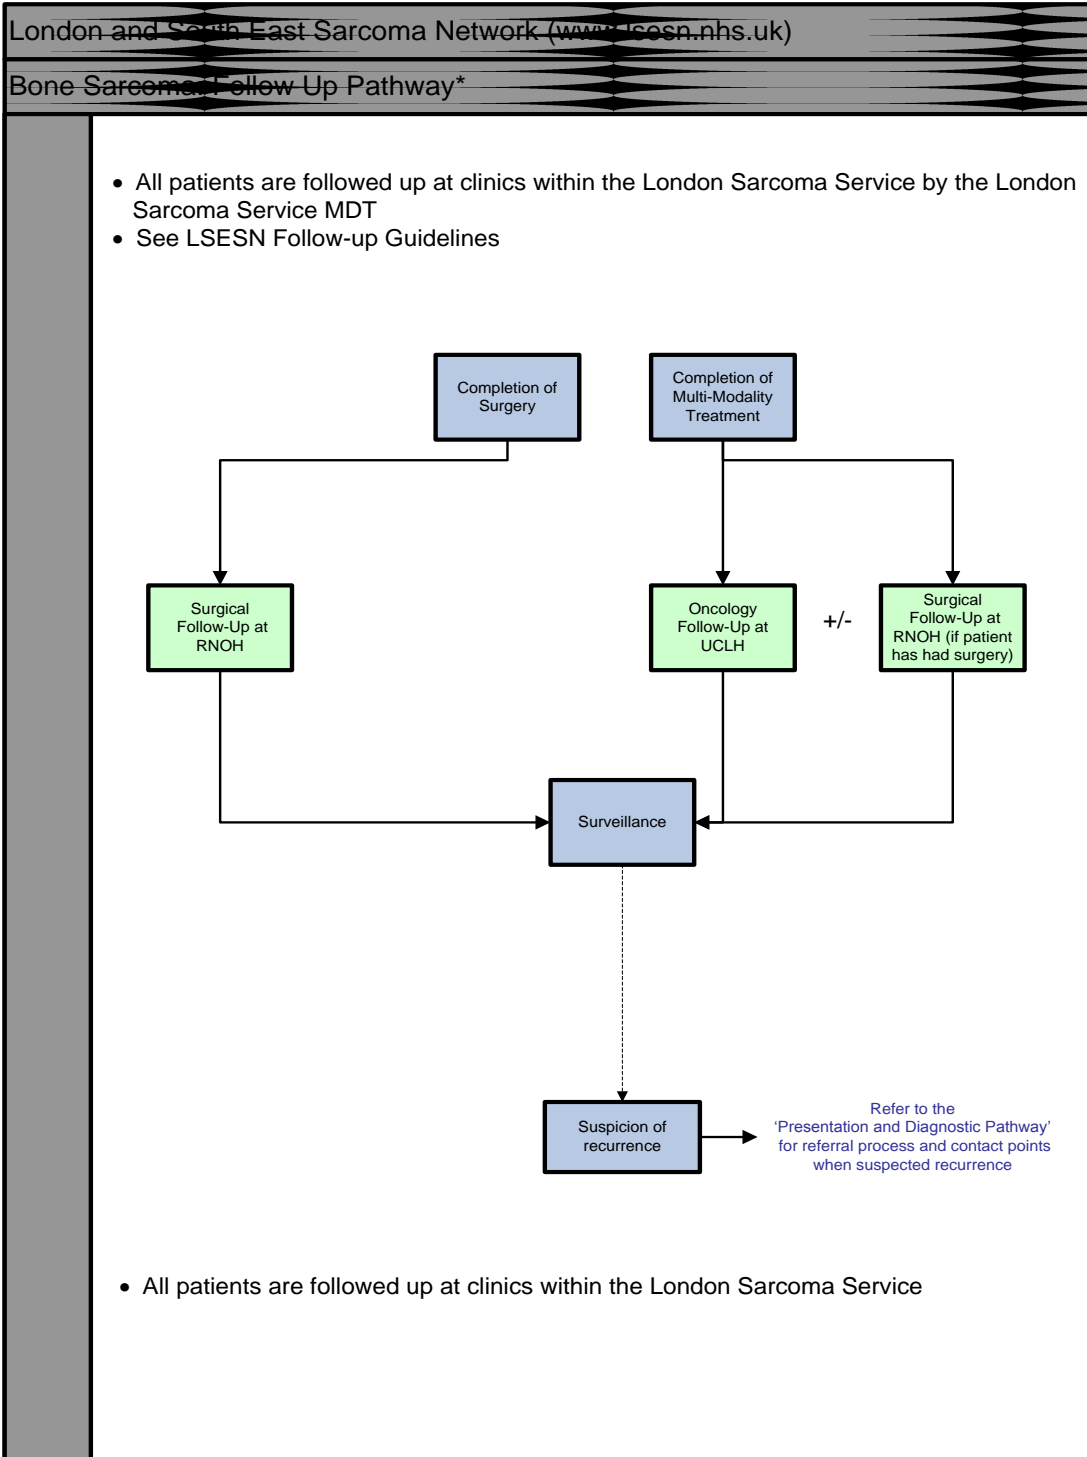 London and South East Sarcoma Network (www.lsesn.nhs.uk)
Bone Sarcoma: Follow Up Pathway*
• All patients are followed up at clinics within the London Sarcoma Service by the London
Sarcoma Service MDT
• See LSESN Follow-up Guidelines
Completion of
Surgery
Completion of
Multi-Modality
Treatment
Surgical
Follow-Up at
RNOH
Oncology
Follow-Up at
UCLH
+/-
Surgical
Follow-Up at
RNOH (if patient
has had surgery)
Surveillance
Suspicion of
recurrence
Refer to the
‘Presentation and Diagnostic Pathway’
for referral process and contact points
when suspected recurrence
• All patients are followed up at clinics within the London Sarcoma Service